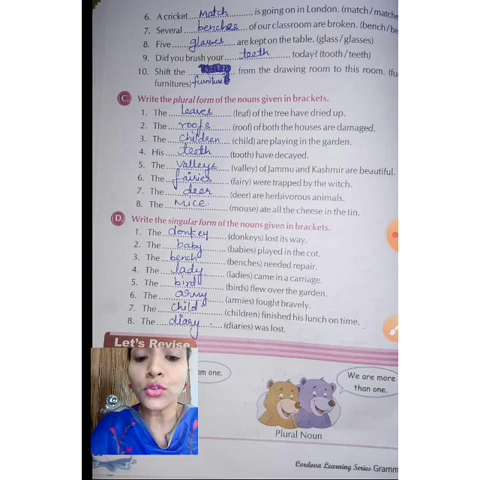 6. A cricket match is going on in London. (match / matche
7. Several benches of our classroom are broken. (bench / be
8. Five glasses are kept on the table. (glass / glasses)
9. Did you brush your teeth today? (tooth / teeth)
10. Shift the furniture from the drawing room to this room. (fu
furnitures)
C. Write the plural form of the nouns given in brackets.
1. The leaves (leaf) of the tree have dried up.
2. The roofs (roof) of both the houses are damaged.
3. The children (child) are playing in the garden.
4. His teeth (tooth) have decayed.
5. The valleys (valley) of Jammu and Kashmir are beautiful.
6. The fairies (fairy) were trapped by the witch.
7. The deer (deer) are herbivorous animals.
8. The mice (mouse) ate all the cheese in the tin.
D. Write the singular form of the nouns given in brackets.
1. The donkey (donkeys) lost its way.
2. The baby (babies) played in the cot.
3. The bench (benches) needed repair.
4. The lady (ladies) came in a carriage.
5. The bird (birds) flew over the garden.
6. The army (armies) fought bravely.
7. The child (children) finished his lunch on time.
8. The diary (diaries) was lost.
Let's Revise
am one.
We are more
than one.
Plural Noun
Cordova Learning Series Gramm